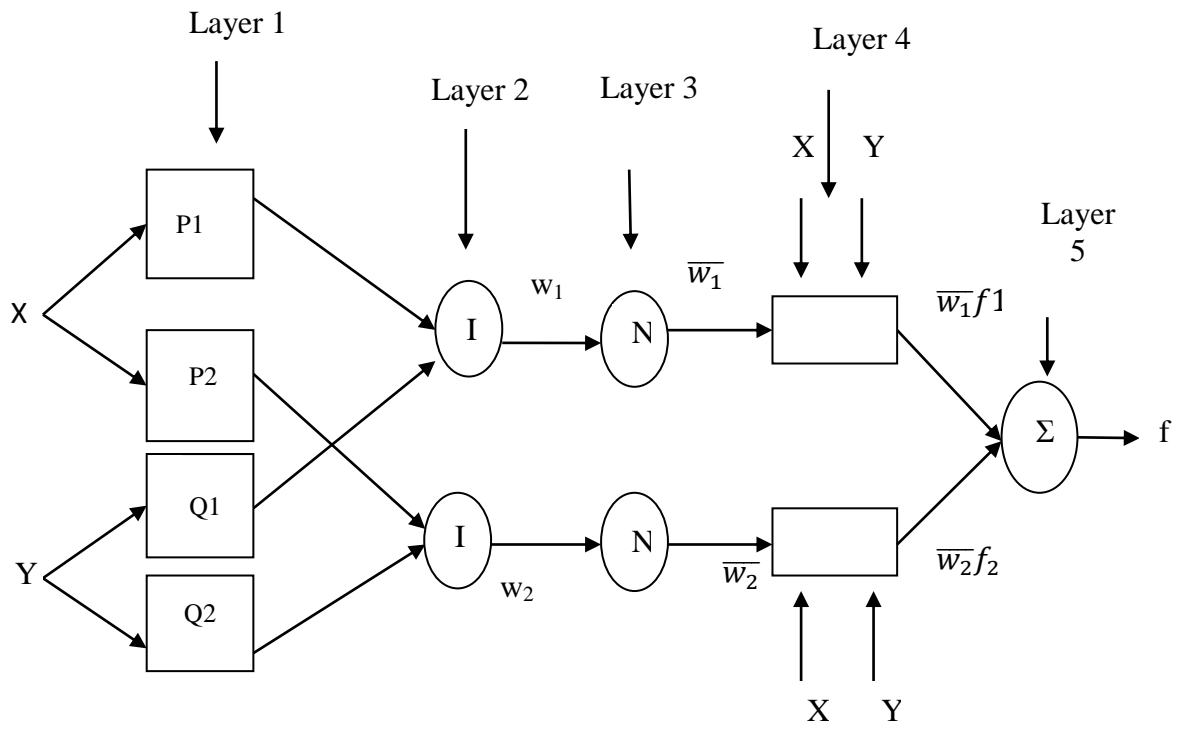 Layer 1
Layer 4
Layer 2
Layer 3
X Y
P1
Layer
5
w₁
w̅₁
w̅₁f1
X
I
N
P2
Σ
f
Q1
Y
I
N
w̅₂
w̅₂f₂
w₂
Q2
X Y